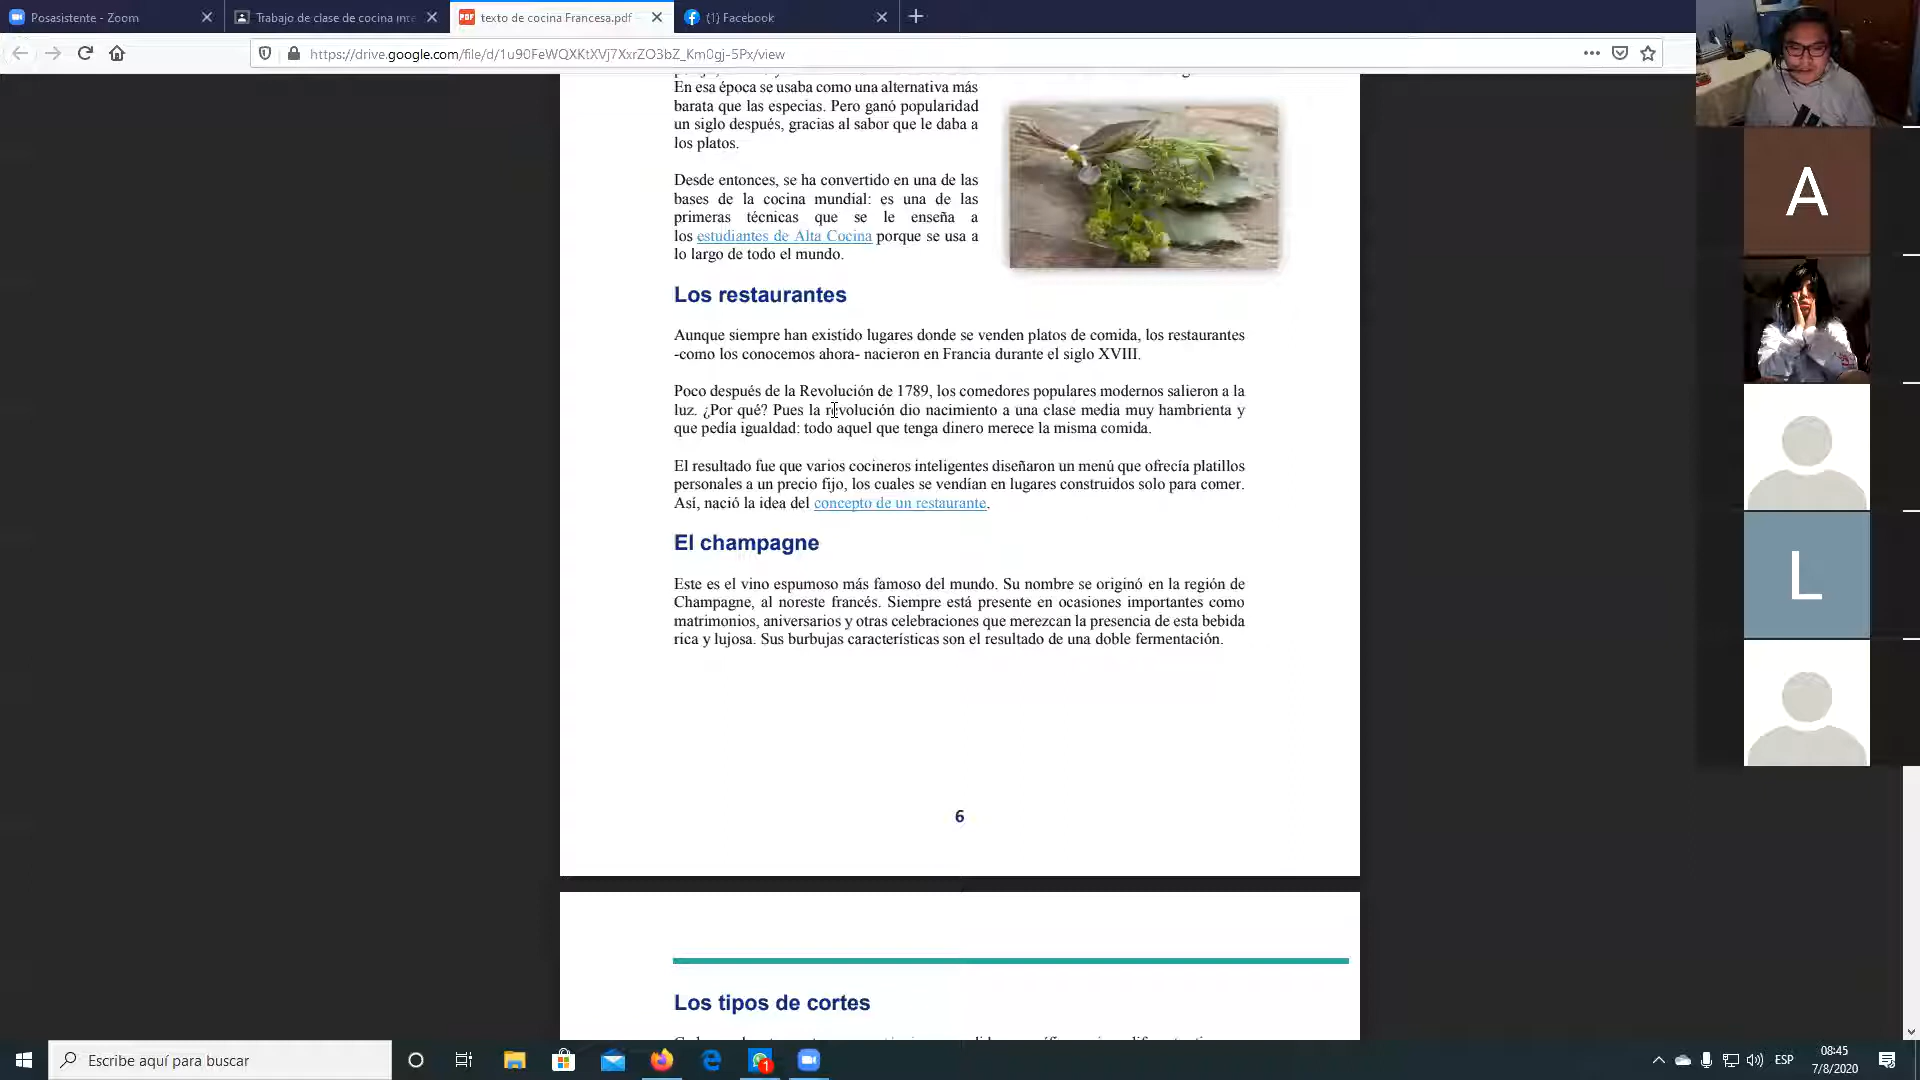 Posasistente - Zoom
Trabajo de clase de cocina inte
texto de cocina Francesa.pdf
(1) Facebook
https://drive.google.com/file/d/1u90FeWQXKtXVj7XxrZO3bZ_Km0gj-5Px/view
En esa época se usaba como una alternativa más
barata que las especias. Pero ganó popularidad
un siglo después, gracias al sabor que le daba a
los platos.
Desde entonces, se ha convertido en una de las
bases de la cocina mundial: es una de las
primeras técnicas que se le enseña a
los estudiantes de Alta Cocina porque se usa a
lo largo de todo el mundo.
Los restaurantes
Aunque siempre han existido lugares donde se venden platos de comida, los restaurantes
-como los conocemos ahora- nacieron en Francia durante el siglo XVIII.
Poco después de la Revolución de 1789, los comedores populares modernos salieron a la
luz. ¿Por qué? Pues la revolución dio nacimiento a una clase media muy hambrienta y
que pedía igualdad: todo aquel que tenga dinero merece la misma comida.
El resultado fue que varios cocineros inteligentes diseñaron un menú que ofrecía platillos
personales a un precio fijo, los cuales se vendían en lugares construidos solo para comer.
Así, nació la idea del concepto de un restaurante.
El champagne
Este es el vino espumoso más famoso del mundo. Su nombre se originó en la región de
Champagne, al noreste francés. Siempre está presente en ocasiones importantes como
matrimonios, aniversarios y otras celebraciones que merezcan la presencia de esta bebida
rica y lujosa. Sus burbujas características son el resultado de una doble fermentación.
6
Los tipos de cortes
A
L
Escribe aquí para buscar
1
ESP
08:45
7/8/2020